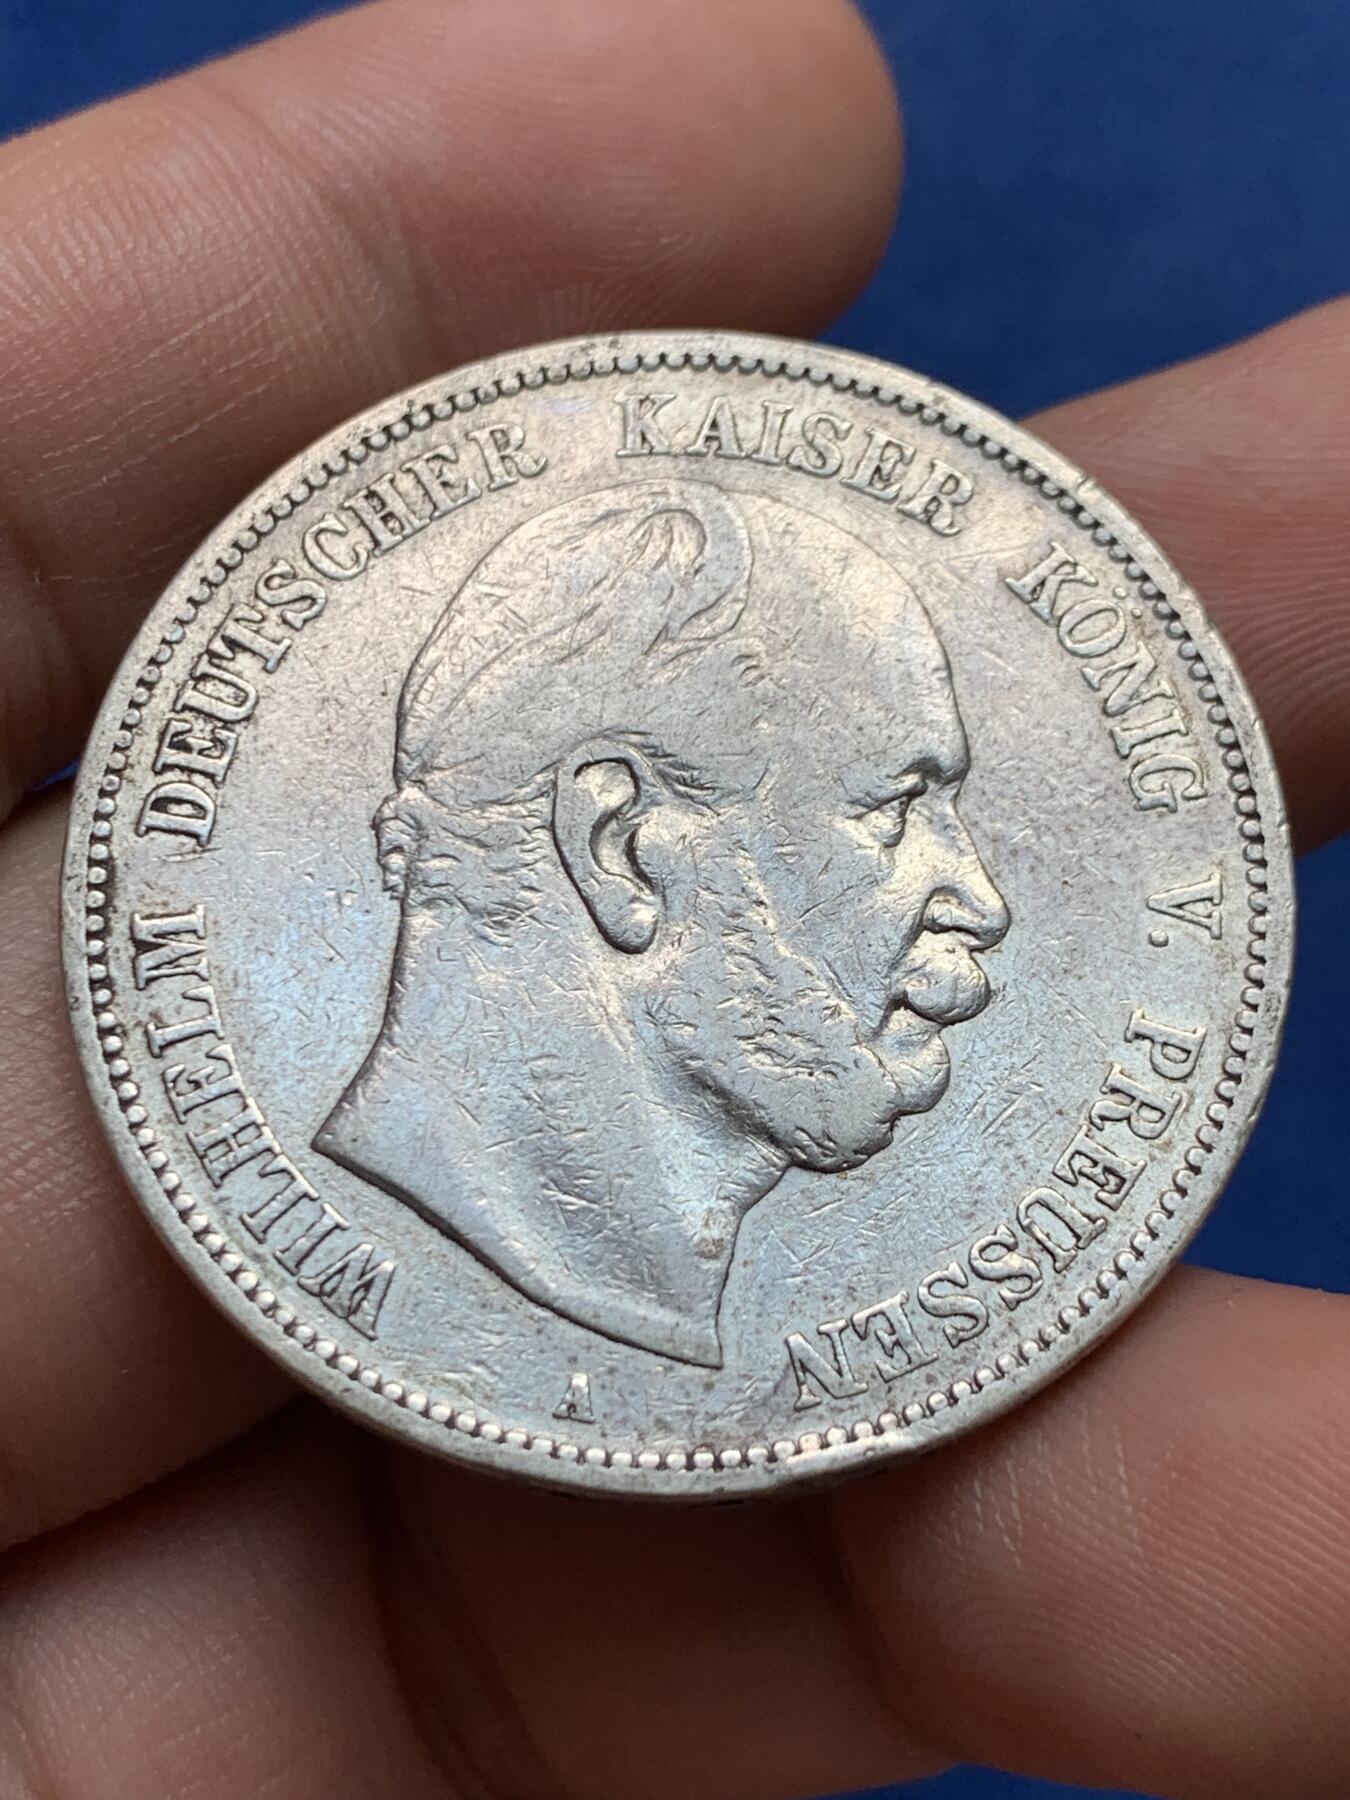 WILHELM DEUTSCHER KAISER KÖNIG V. PREUSSEN
A